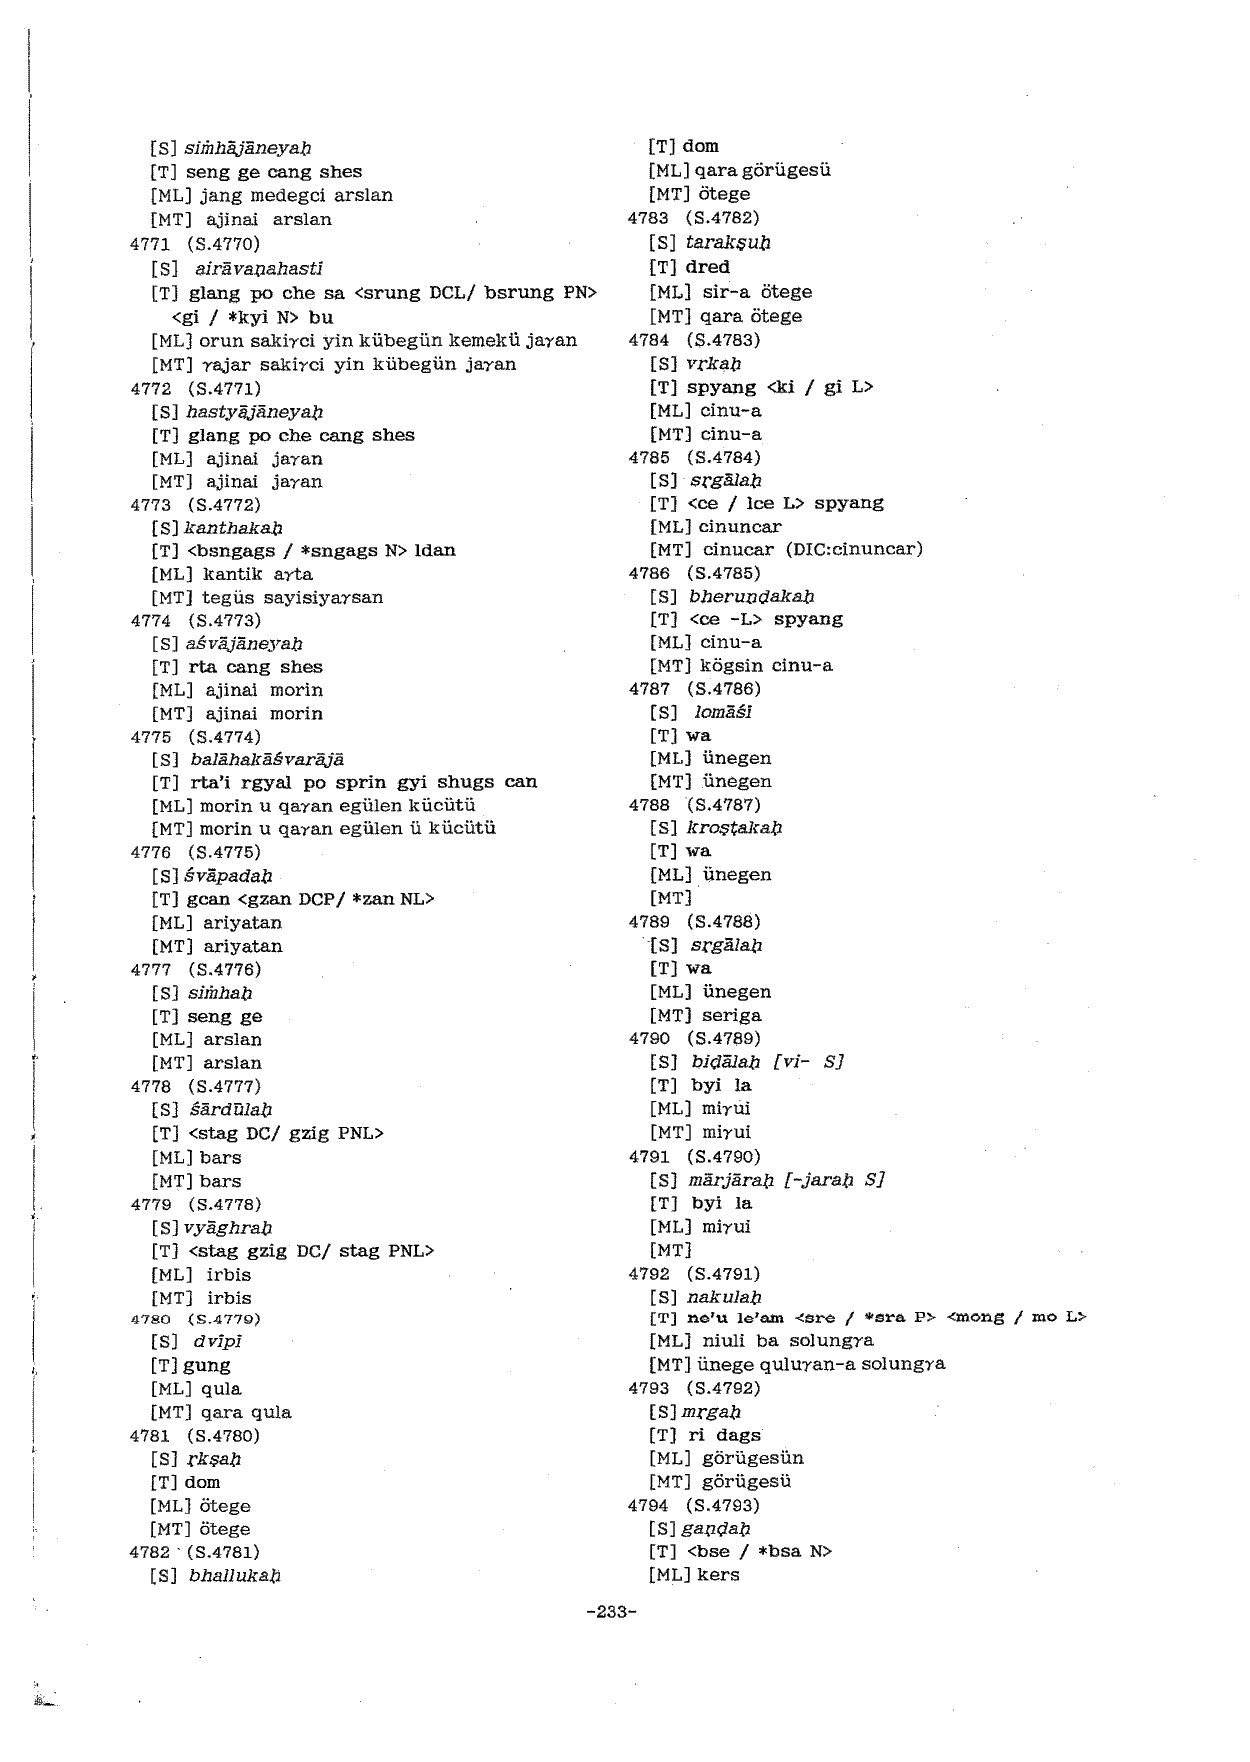 [S] siṁhājāneyaḥ
[T] seng ge cang shes
[ML] jang medegci arslan
[MT] ajinai arslan
4771 (S.4770)
[S] airāvaṇahasti
[T] glang po che sa <srung DCL/ bsrung PN>
<gi / *kyi N> bu
[ML] orun sakiγci yin kübegün kemekü jaγan
[MT] γajar sakiγci yin kübegün jaγan
4772 (S.4771)
[S] hastyājāneyaḥ
[T] glang po che cang shes
[ML] ajinai jaγan
[MT] ajinai jaγan
4773 (S.4772)
[S] kanthakaḥ
[T] <bsngags / *sngags N> ldan
[ML] kantik aγta
[MT] tegüs sayisiyaγsan
4774 (S.4773)
[S] aśvājāneyaḥ
[T] rta cang shes
[ML] ajinai morin
[MT] ajinai morin
4775 (S.4774)
[S] balāhakāśvarājā
[T] rta'i rgyal po sprin gyi shugs can
[ML] morin u qaγan egülen kücütü
[MT] morin u qaγan egülen ü kücütü
4776 (S.4775)
[S] śvāpadaḥ
[T] gcan <gzan DCP/ *zan NL>
[ML] ariyatan
[MT] ariyatan
4777 (S.4776)
[S] siṁhaḥ
[T] seng ge
[ML] arslan
[MT] arslan
4778 (S.4777)
[S] śārdūlaḥ
[T] <stag DC/ gzig PNL>
[ML] bars
[MT] bars
4779 (S.4778)
[S] vyāghraḥ
[T] <stag gzig DC/ stag PNL>
[ML] irbis
[MT] irbis
4780 (S.4779)
[S] dvīpī
[T] gung
[ML] qula
[MT] qara qula
4781 (S.4780)
[S] ṛkṣaḥ
[T] dom
[ML] ötege
[MT] ötege
4782 (S.4781)
[S] bhallukaḥ
[T] dom
[ML] qara görügesü
[MT] ötege
4783 (S.4782)
[S] tarakṣuḥ
[T] dred
[ML] sir-a ötege
[MT] qara ötege
4784 (S.4783)
[S] vṛkaḥ
[T] spyang <ki / gi L>
[ML] cinu-a
[MT] cinu-a
4785 (S.4784)
[S] sṛgālaḥ
[T] <ce / lce L> spyang
[ML] cinuncar
[MT] cinucar (DIC:cinuncar)
4786 (S.4785)
[S] bheruṇḍakaḥ
[T] <ce -L> spyang
[ML] cinu-a
[MT] kögsin cinu-a
4787 (S.4786)
[S] lomāśi
[T] wa
[ML] ünegen
[MT] ünegen
4788 (S.4787)
[S] kroṣṭakaḥ
[T] wa
[ML] ünegen
[MT]
4789 (S.4788)
[S] sṛgālaḥ
[T] wa
[ML] ünegen
[MT] seriga
4790 (S.4789)
[S] biḍālaḥ [vi- S]
[T] byi la
[ML] miγui
[MT] miγui
4791 (S.4790)
[S] mārjāraḥ [-jaraḥ S]
[T] byi la
[ML] miγui
[MT]
4792 (S.4791)
[S] nakulaḥ
[T] ne'u le'am <sre / *sra P> <mong / mo L>
[ML] niuli ba solungγa
[MT] ünege quluγan-a solungγa
4793 (S.4792)
[S] mṛgaḥ
[T] ri dags
[ML] görügesün
[MT] görügesü
4794 (S.4793)
[S] gaṇḍaḥ
[T] <bse / *bsa N>
[ML] kers
-233-